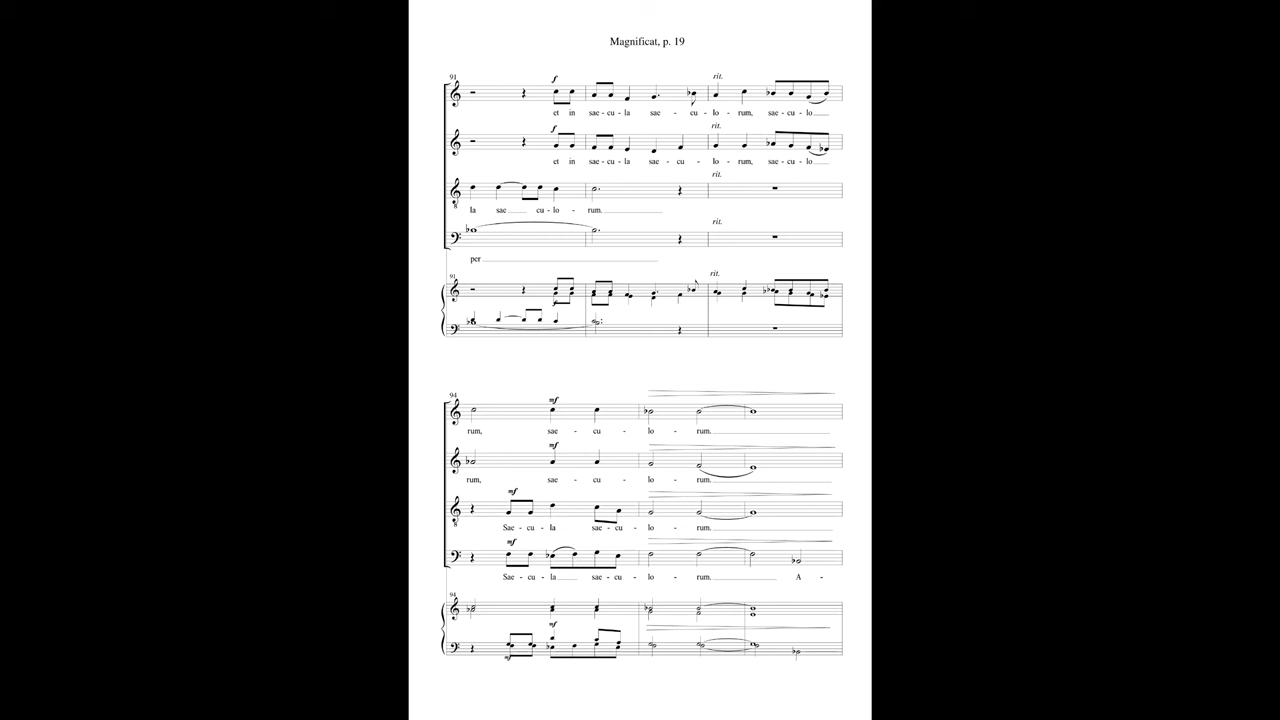 Magnificat, p. 19
91
f
rit.
et in sae - cu - la sae - cu - lo - rum, sae - cu - lo
f
rit.
et in sae - cu - la sae - cu - lo - rum, sae - cu - lo
rit.
8
la sae cu - lo - rum.
rit.
per
91
rit.
f
94
mf
rum, sae - cu - lo - rum.
mf
rum, sae - cu - lo - rum.
mf
8
Sae - cu - la sae - cu - lo - rum.
mf
Sae - cu - la sae - cu - lo - rum. A -
94
mf
mf